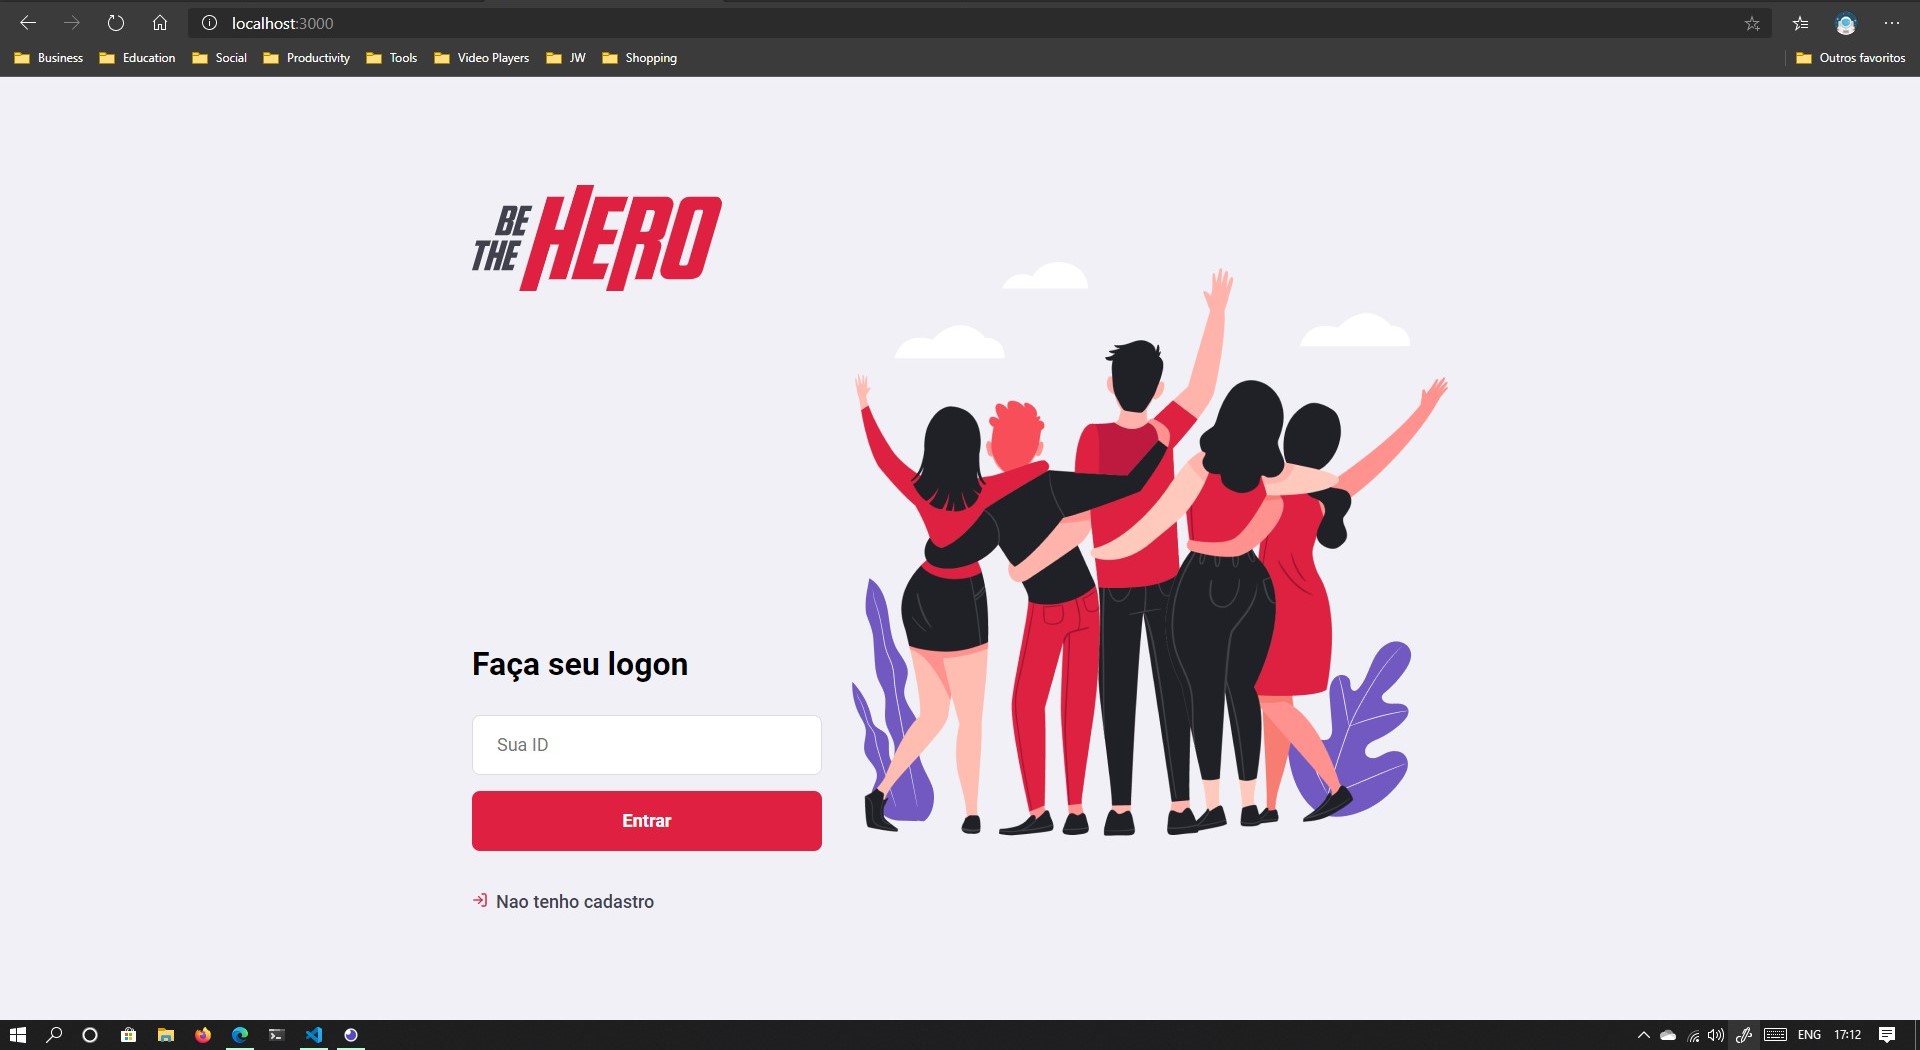 localhost:3000
Business Education Social Productivity Tools Video Players JW Shopping Outros favoritos
BE
THE
HERO
Faça seu logon
Sua ID
Entrar
Nao tenho cadastro
ENG 17:12